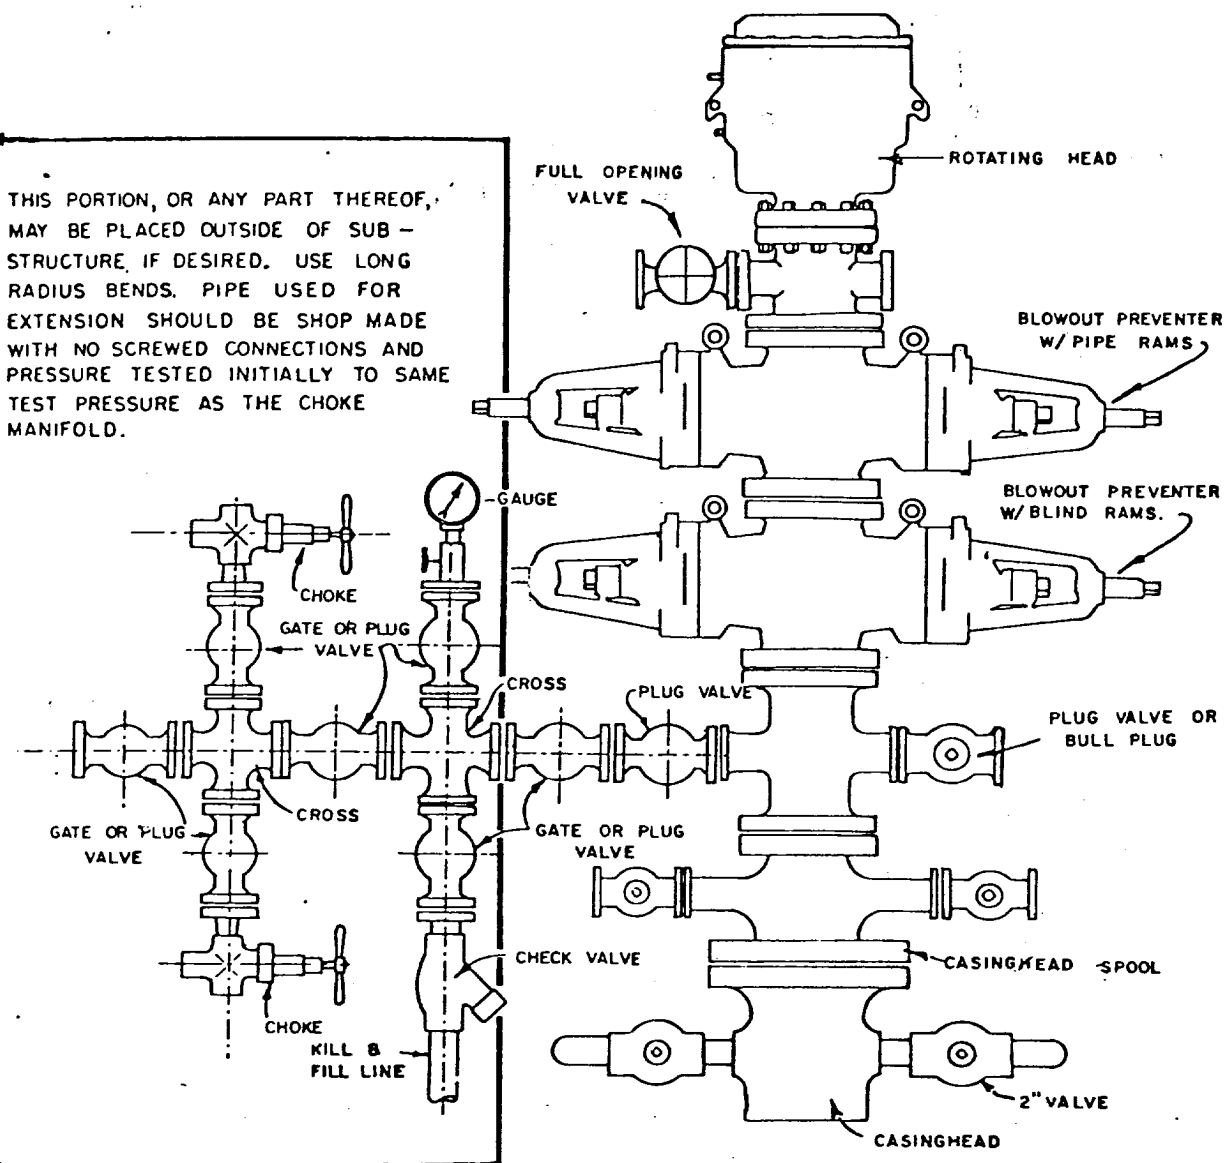 THIS PORTION, OR ANY PART THEREOF,
MAY BE PLACED OUTSIDE OF SUB-
STRUCTURE, IF DESIRED. USE LONG
RADIUS BENDS. PIPE USED FOR
EXTENSION SHOULD BE SHOP MADE
WITH NO SCREWED CONNECTIONS AND
PRESSURE TESTED INITIALLY TO SAME
TEST PRESSURE AS THE CHOKE
MANIFOLD.
ROTATING HEAD
FULL OPENING
VALVE
BLOWOUT PREVENTER
W/ PIPE RAMS
BLOWOUT PREVENTER
W/ BLIND RAMS.
GAUGE
CHOKE
GATE OR PLUG
VALVE
CROSS
PLUG VALVE
PLUG VALVE OR
BULL PLUG
CROSS
GATE OR PLUG
VALVE
GATE OR PLUG
VALVE
CHECK VALVE
CASINGHEAD SPOOL
CHOKE
KILL &
FILL LINE
2" VALVE
CASINGHEAD